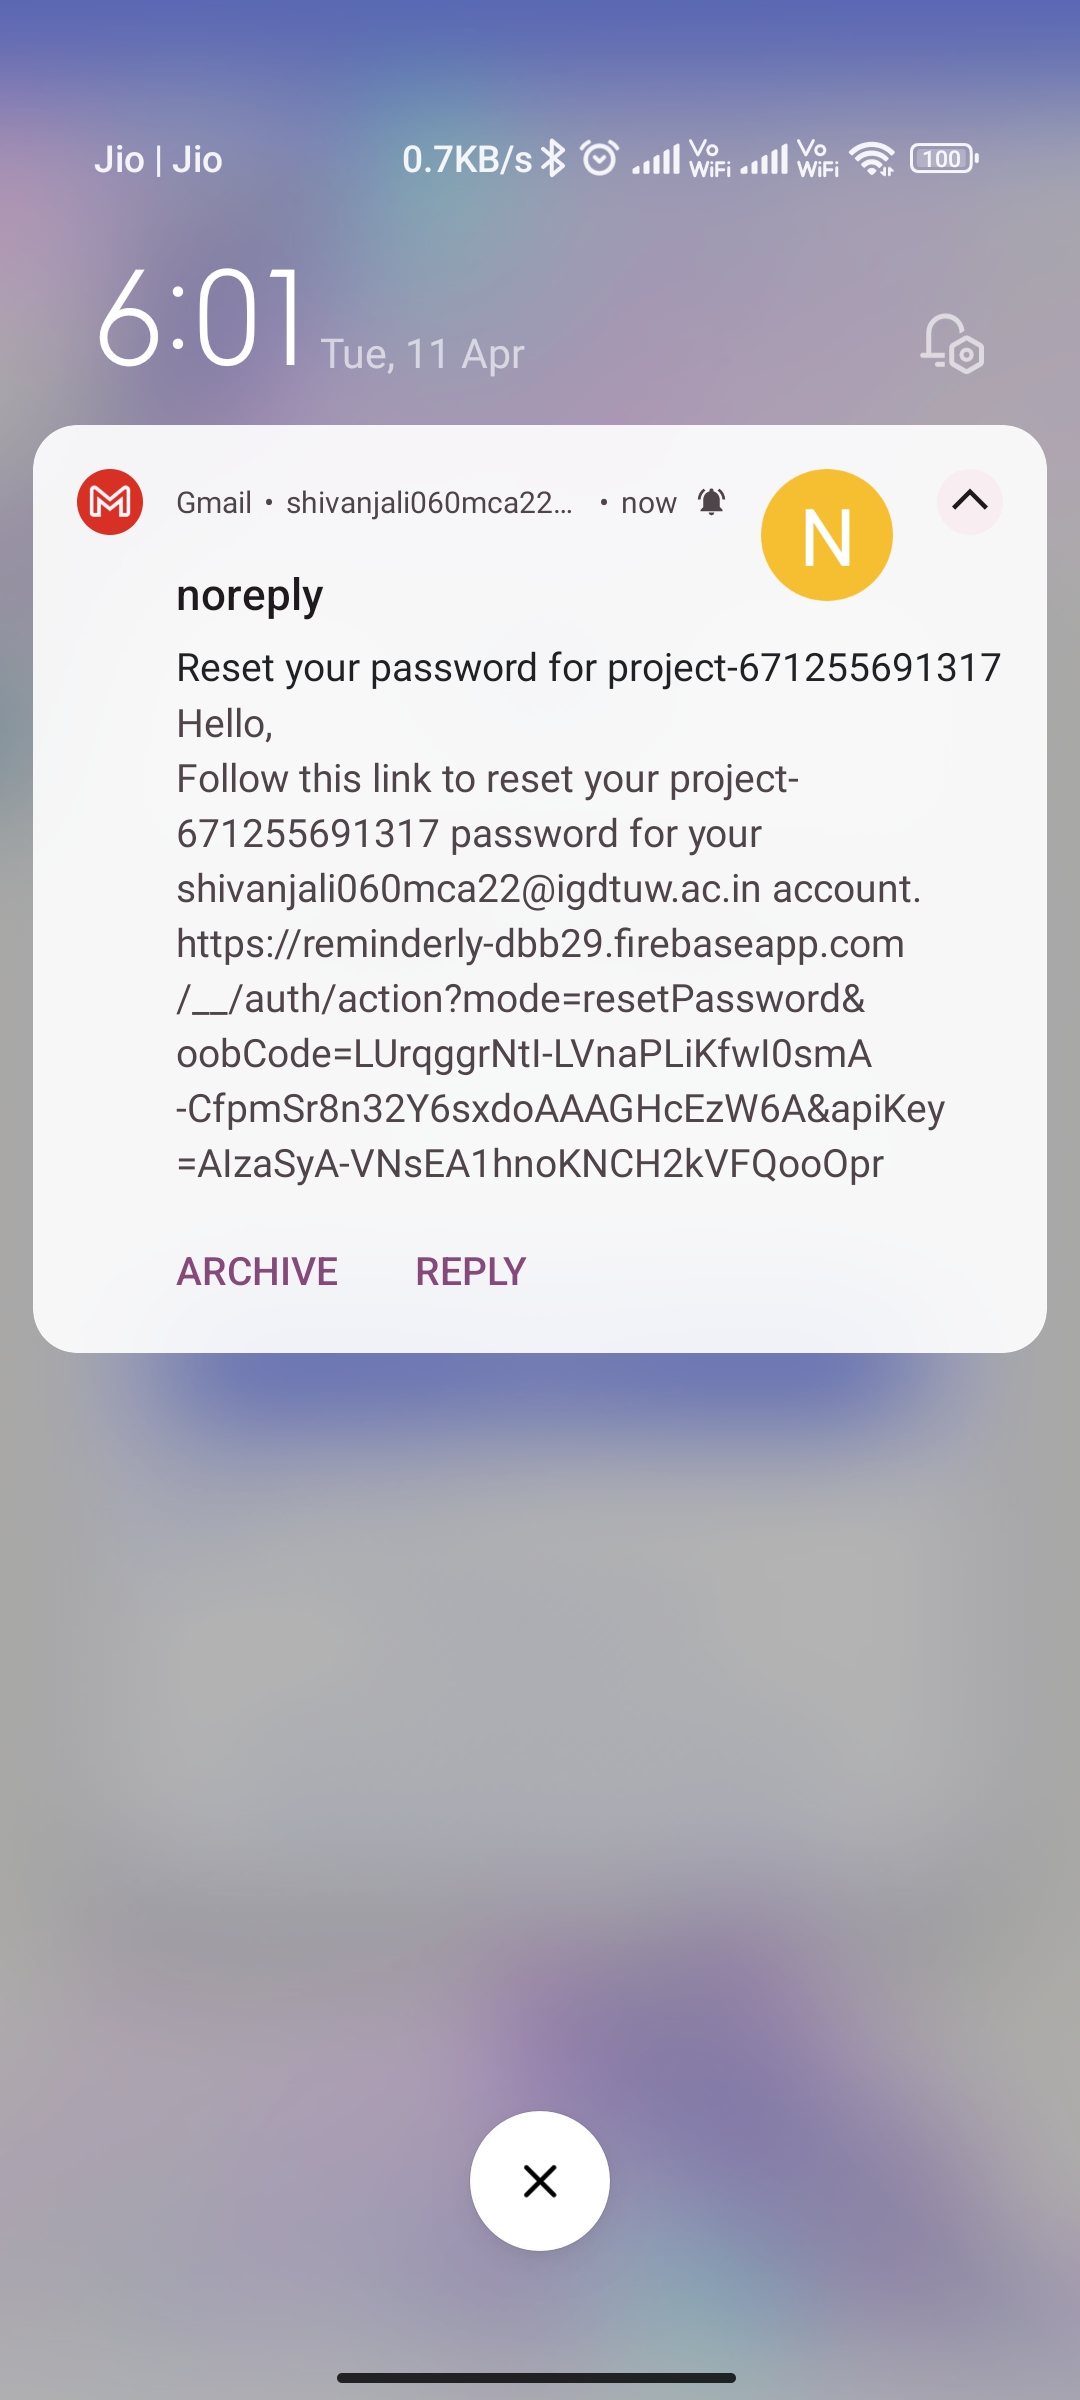 Jio | Jio 0.7KB/s Vo WiFi Vo WiFi 100
6:01 Tue, 11 Apr
Gmail • shivanjali060mca22... • now N
noreply
Reset your password for project-671255691317
Hello,
Follow this link to reset your project-
671255691317 password for your
shivanjali060mca22@igdtuw.ac.in account.
https://reminderly-dbb29.firebaseapp.com
/__/auth/action?mode=resetPassword&
oobCode=LUrqggrNtI-LVnaPLiKfwI0smA
-CfpmSr8n32Y6sxdoAAAGHcEzW6A&apiKey
=AIzaSyA-VNsEA1hnoKNCH2kVFQooOpr
ARCHIVE REPLY